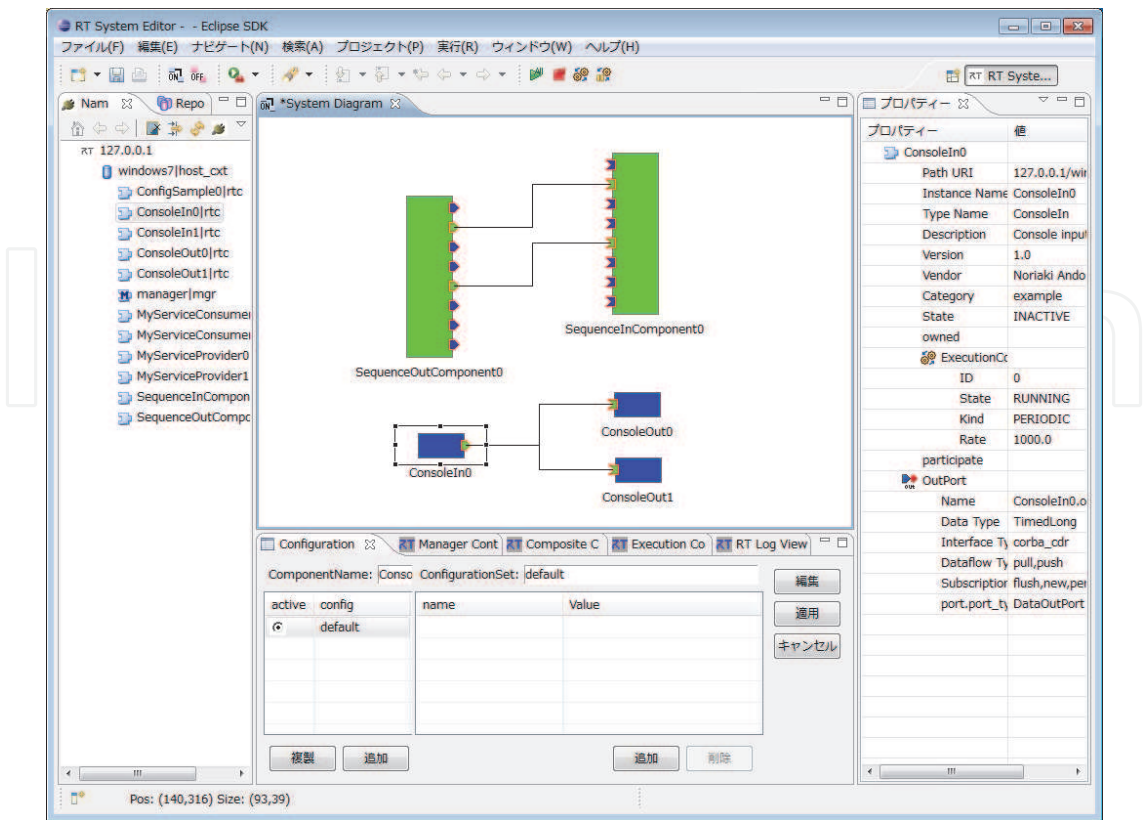 RT System Editor - - Eclipse SDK
ファイル(F) 編集(E) ナビゲート(N) 検索(A) プロジェクト(P) 実行(R) ウィンドウ(W) ヘルプ(H)
ON OFF
RT RT Syste...
Nam Repo
RT 127.0.0.1
windows7|host_cxt
ConfigSample0|rtc
ConsoleIn0|rtc
ConsoleIn1|rtc
ConsoleOut0|rtc
ConsoleOut1|rtc
manager|mgr
MyServiceConsumer
MyServiceConsumer
MyServiceProvider0
MyServiceProvider1
SequenceInCompon
SequenceOutCompo
*System Diagram
SequenceInComponent0
SequenceOutComponent0
ConsoleOut0
ConsoleIn0
ConsoleOut1
Configuration RT Manager Cont RT Composite C RT Execution Co RT RT Log View
ComponentName: Conso ConfigurationSet: default
編集
active config name Value
適用
default
キャンセル
複製 追加 追加 削除
プロパティー
プロパティー 値
ConsoleIn0
Path URI 127.0.0.1/win
Instance Name ConsoleIn0
Type Name ConsoleIn
Description Console input
Version 1.0
Vendor Noriaki Ando
Category example
State INACTIVE
owned
ExecutionCo
ID 0
State RUNNING
Kind PERIODIC
Rate 1000.0
participate
OutPort
Name ConsoleIn0.o
Data Type TimedLong
Interface Ty corba_cdr
Dataflow Ty pull,push
Subscription flush,new,per
port.port_ty DataOutPort
Pos: (140,316) Size: (93,39)